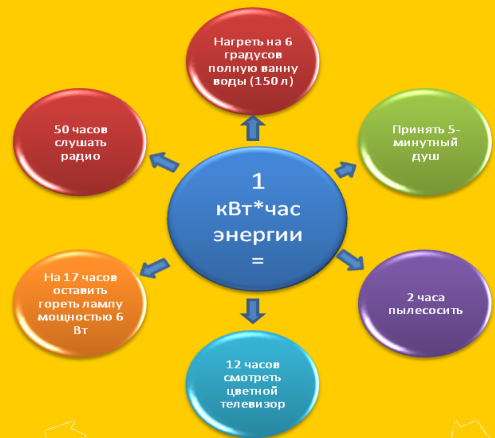 Нагреть на 6
градусов
полную ванну
воды (150 л)
50 часов
слушать
радио
Принять 5-
минутный
душ
1
кВт*час
энергии
=
На 17 часов
оставить
гореть лампу
мощностью 6
Вт
2 часа
пылесосить
12 часов
смотреть
цветной
телевизор